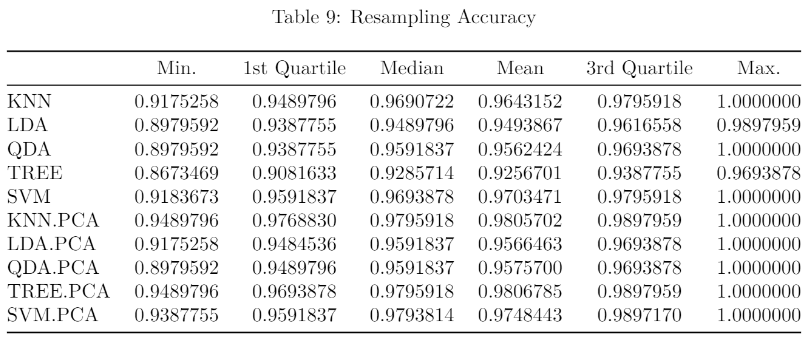 Table 9: Resampling Accuracy
Min. 1st Quartile Median Mean 3rd Quartile Max.
KNN 0.9175258 0.9489796 0.9690722 0.9643152 0.9795918 1.0000000
LDA 0.8979592 0.9387755 0.9489796 0.9493867 0.9616558 0.9897959
QDA 0.8979592 0.9387755 0.9591837 0.9562424 0.9693878 1.0000000
TREE 0.8673469 0.9081633 0.9285714 0.9256701 0.9387755 0.9693878
SVM 0.9183673 0.9591837 0.9693878 0.9703471 0.9795918 1.0000000
KNN.PCA 0.9489796 0.9768830 0.9795918 0.9805702 0.9897959 1.0000000
LDA.PCA 0.9175258 0.9484536 0.9591837 0.9566463 0.9693878 1.0000000
QDA.PCA 0.8979592 0.9489796 0.9591837 0.9575700 0.9693878 1.0000000
TREE.PCA 0.9489796 0.9693878 0.9795918 0.9806785 0.9897959 1.0000000
SVM.PCA 0.9387755 0.9591837 0.9793814 0.9748443 0.9897170 1.0000000